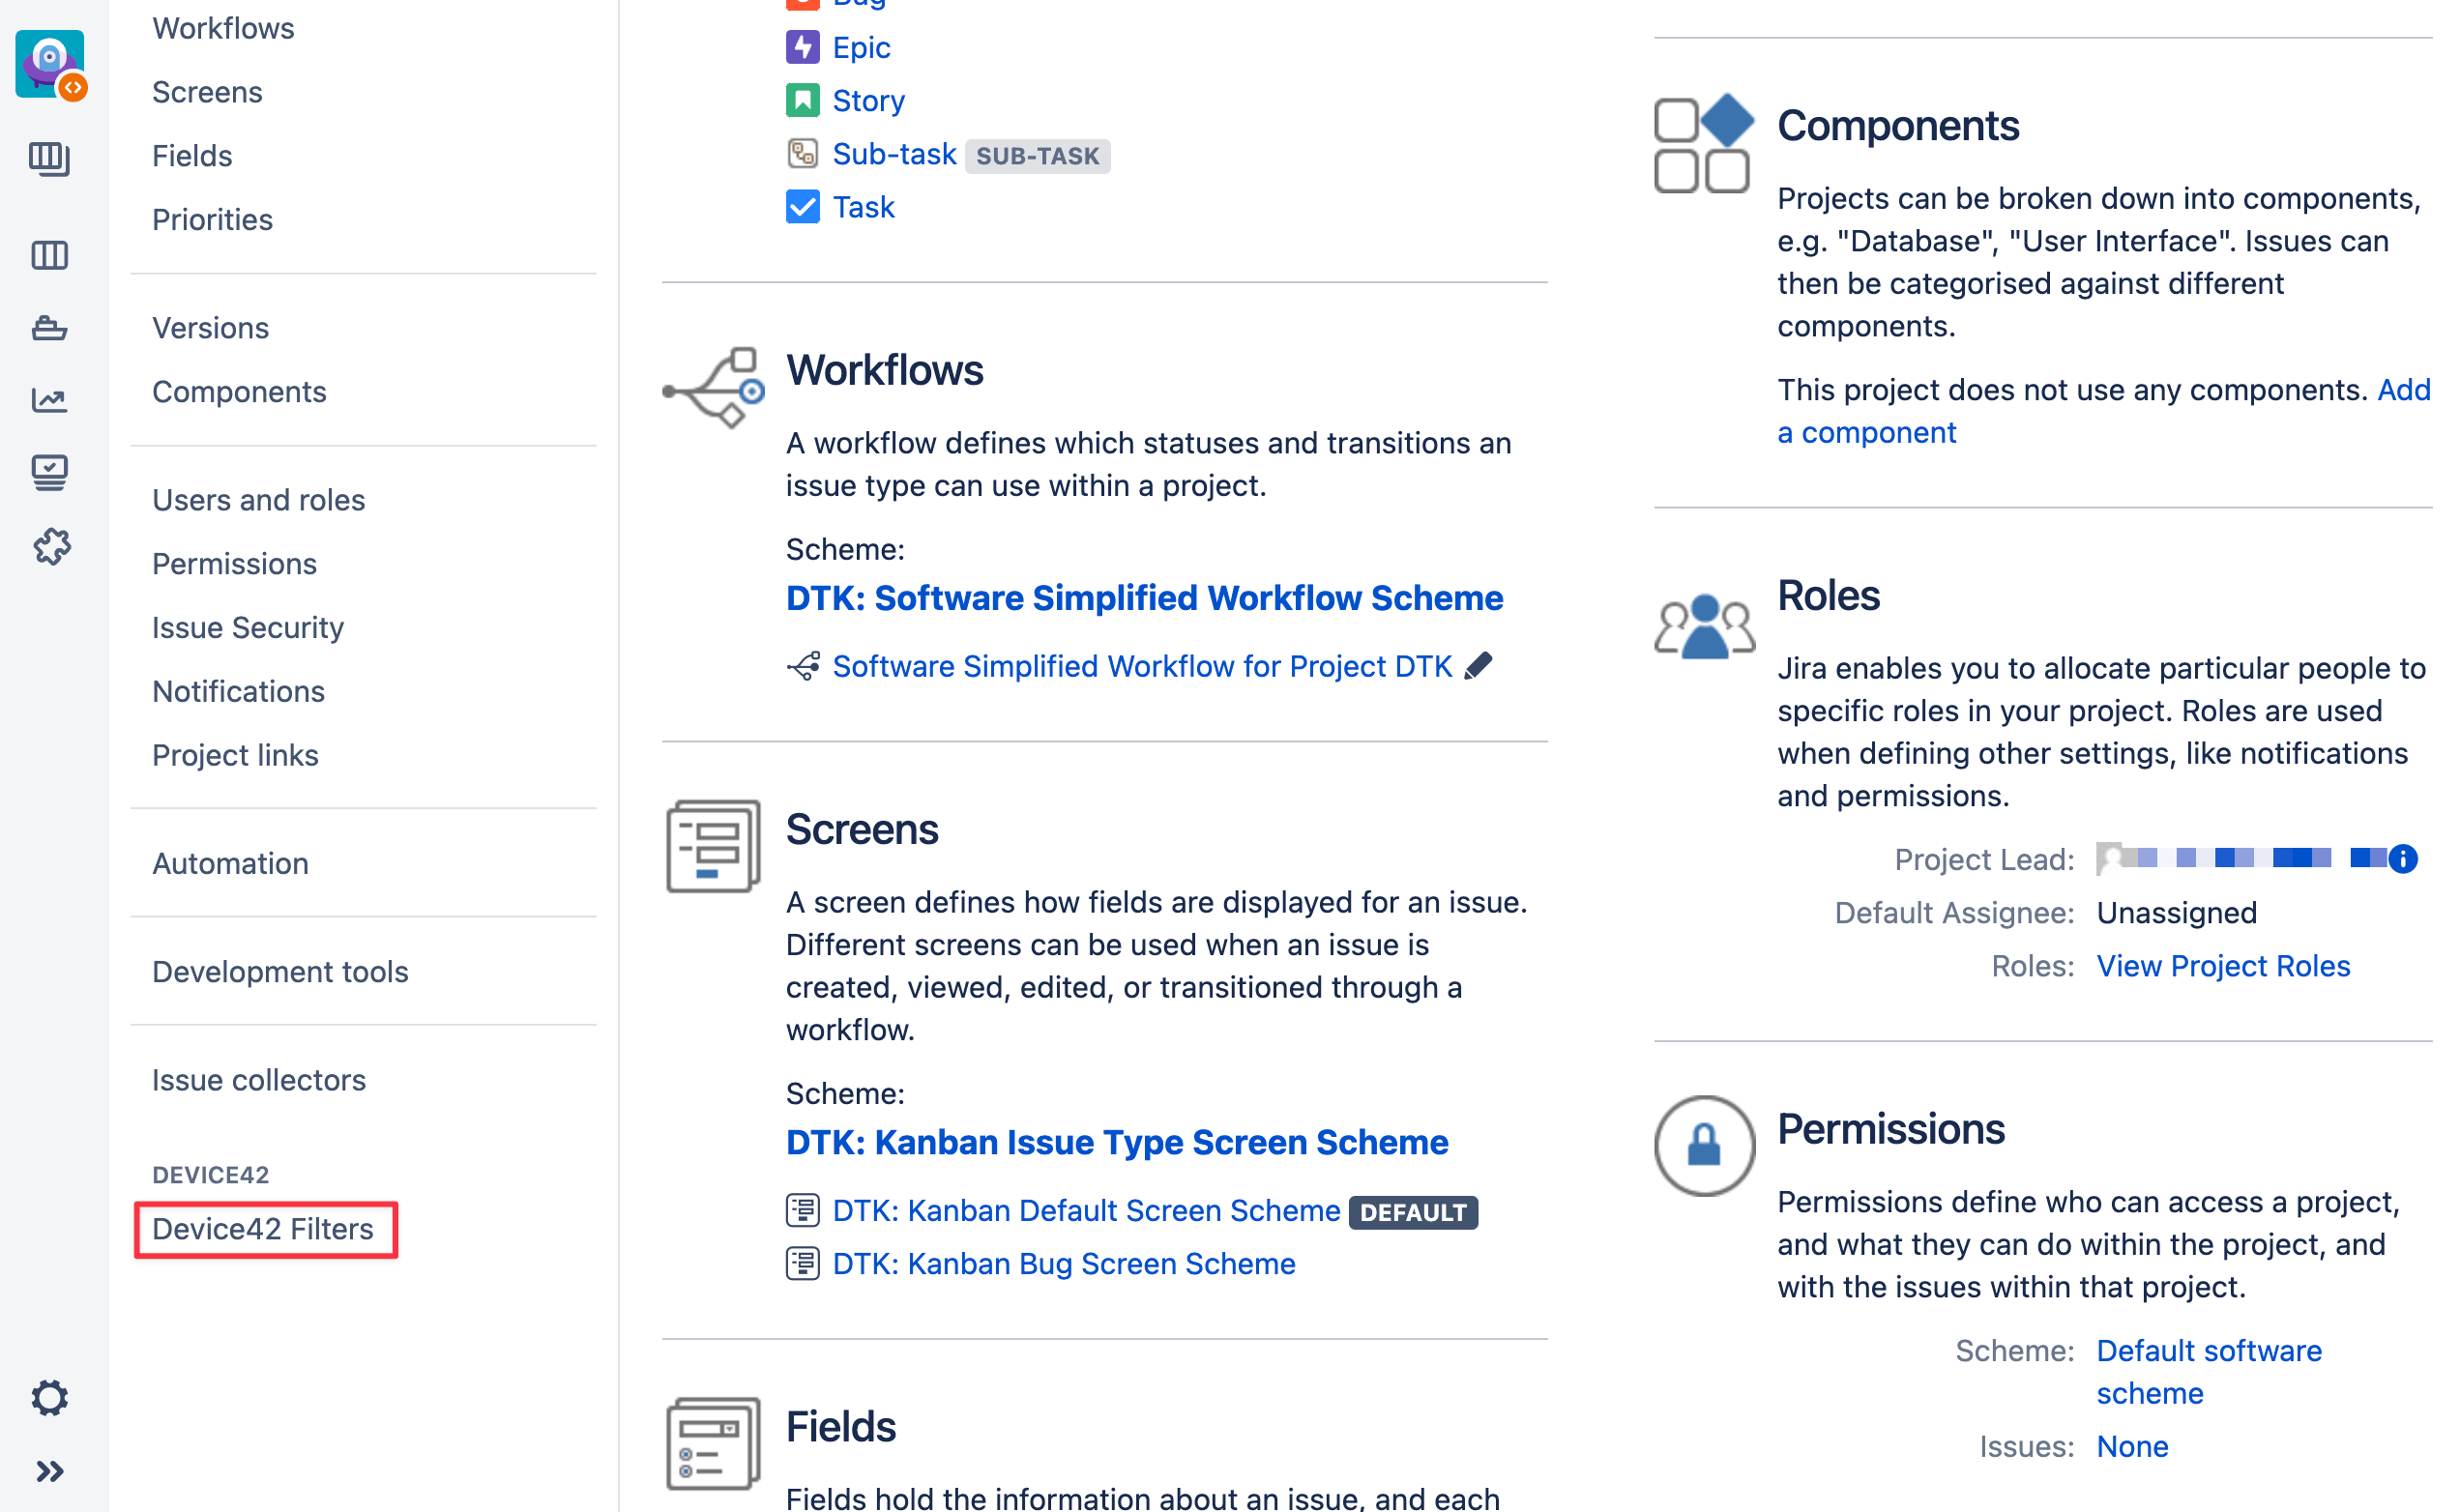 Workflows
Screens
Fields
Priorities
Versions
Components
Users and roles
Permissions
Issue Security
Notifications
Project links
Automation
Development tools
Issue collectors
DEVICE42
Device42 Filters
Bug
Epic
Story
Sub-task SUB-TASK
Task
Workflows
A workflow defines which statuses and transitions an
issue type can use within a project.
Scheme:
DTK: Software Simplified Workflow Scheme
Software Simplified Workflow for Project DTK
Screens
A screen defines how fields are displayed for an issue.
Different screens can be used when an issue is
created, viewed, edited, or transitioned through a
workflow.
Scheme:
DTK: Kanban Issue Type Screen Scheme
DTK: Kanban Default Screen Scheme DEFAULT
DTK: Kanban Bug Screen Scheme
Fields
Fields hold the information about an issue, and each
Components
Projects can be broken down into components,
e.g. "Database", "User Interface". Issues can
then be categorised against different
components.
This project does not use any components. Add
a component
Roles
Jira enables you to allocate particular people to
specific roles in your project. Roles are used
when defining other settings, like notifications
and permissions.
Project Lead:
Default Assignee: Unassigned
Roles: View Project Roles
Permissions
Permissions define who can access a project,
and what they can do within the project, and
with the issues within that project.
Scheme: Default software
scheme
Issues: None